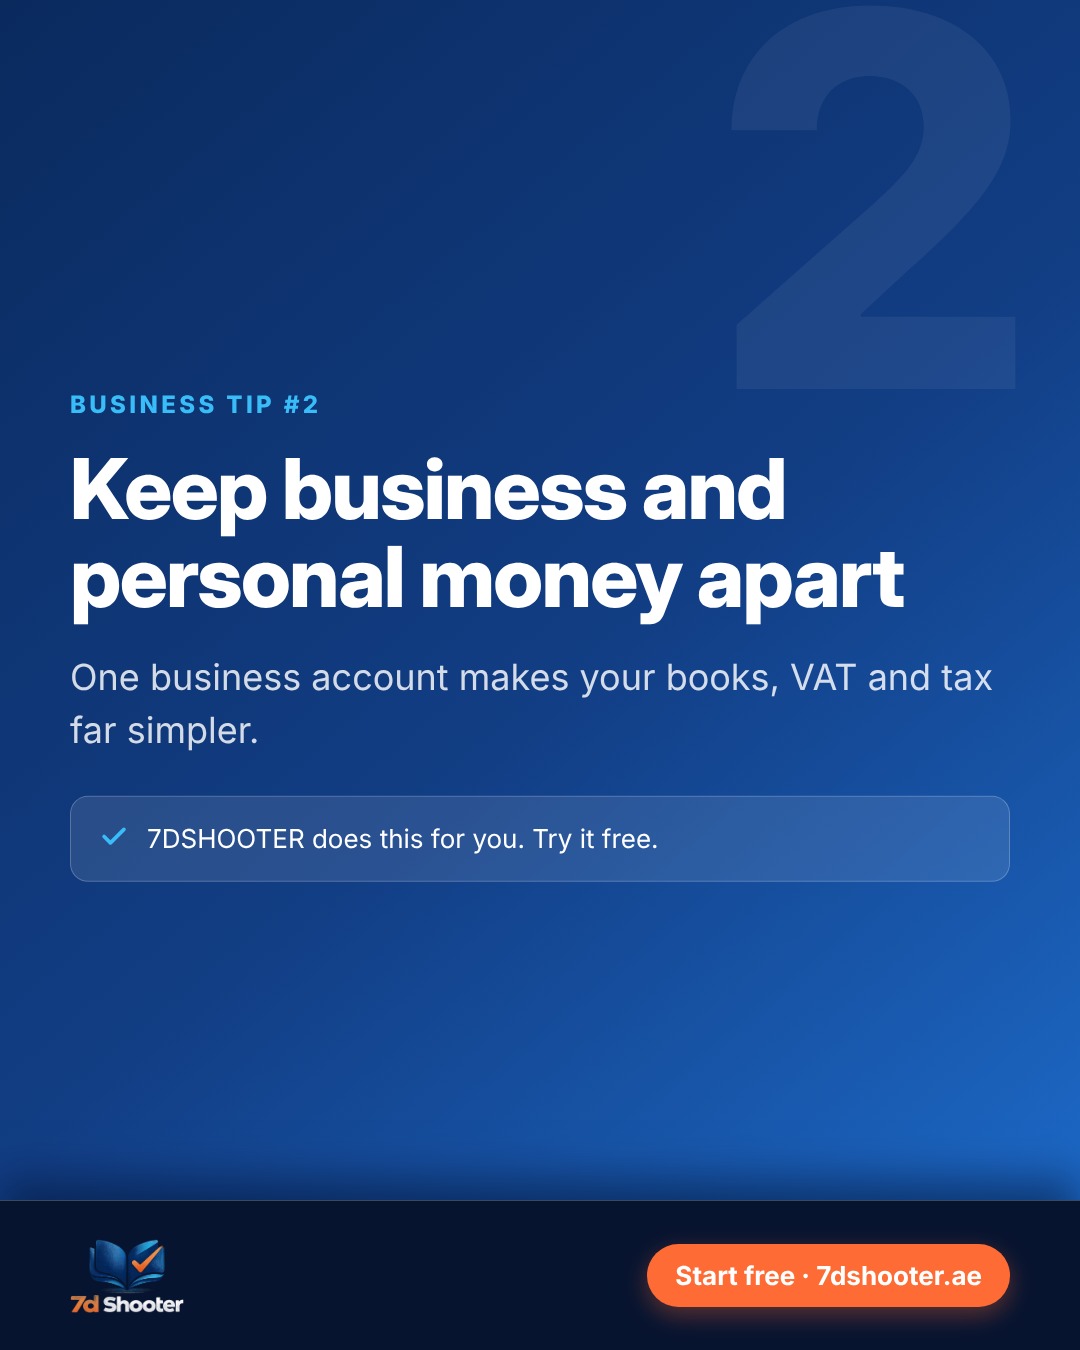 2
BUSINESS TIP #2
Keep business and
personal money apart
One business account makes your books, VAT and tax
far simpler.
7DSHOOTER does this for you. Try it free.
7d Shooter
Start free · 7dshooter.ae